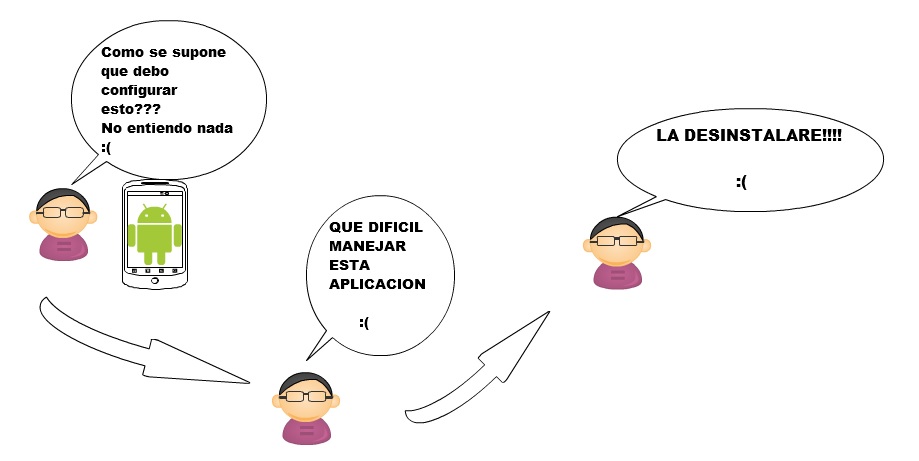 Como se supone
que debo
configurar
esto???
No entiendo nada
:(
QUE DIFICIL
MANEJAR
ESTA
APLICACION
:(
LA DESINSTALARE!!!!
:(